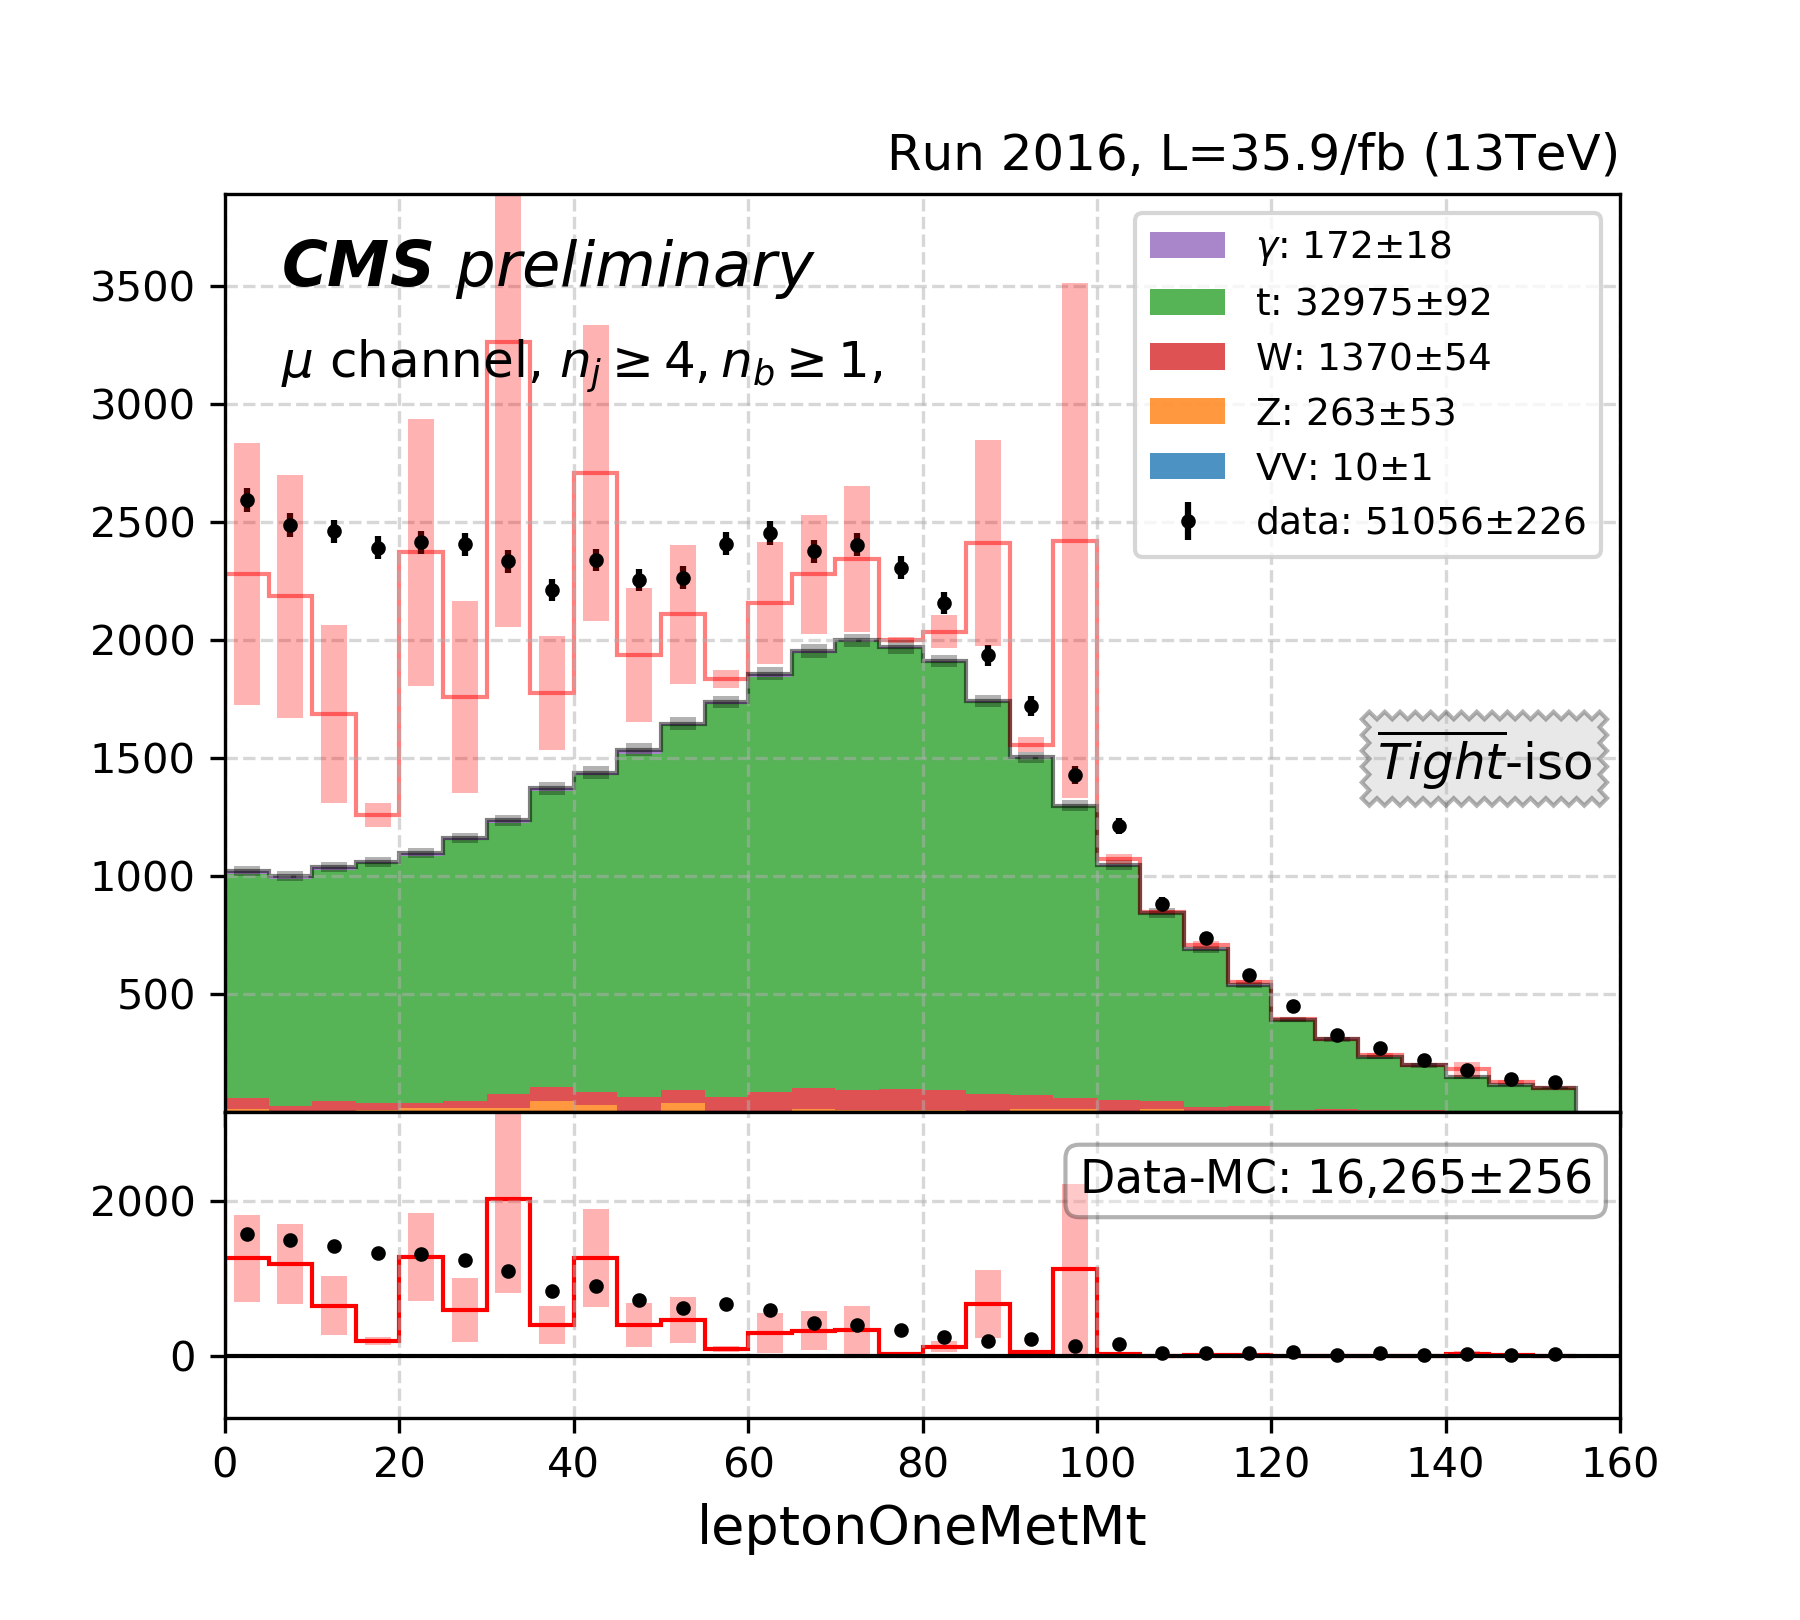 Run 2016, L=35.9/fb (13TeV)
CMS preliminary
μ channel, n_j ≥ 4, n_b ≥ 1,
γ: 172±18
t: 32975±92
W: 1370±54
Z: 263±53
VV: 10±1
data: 51056±226
3500
3000
2500
2000
1500
1000
500
Tight-iso
Data-MC: 16,265±256
2000
0
0 20 40 60 80 100 120 140 160
leptonOneMetMt